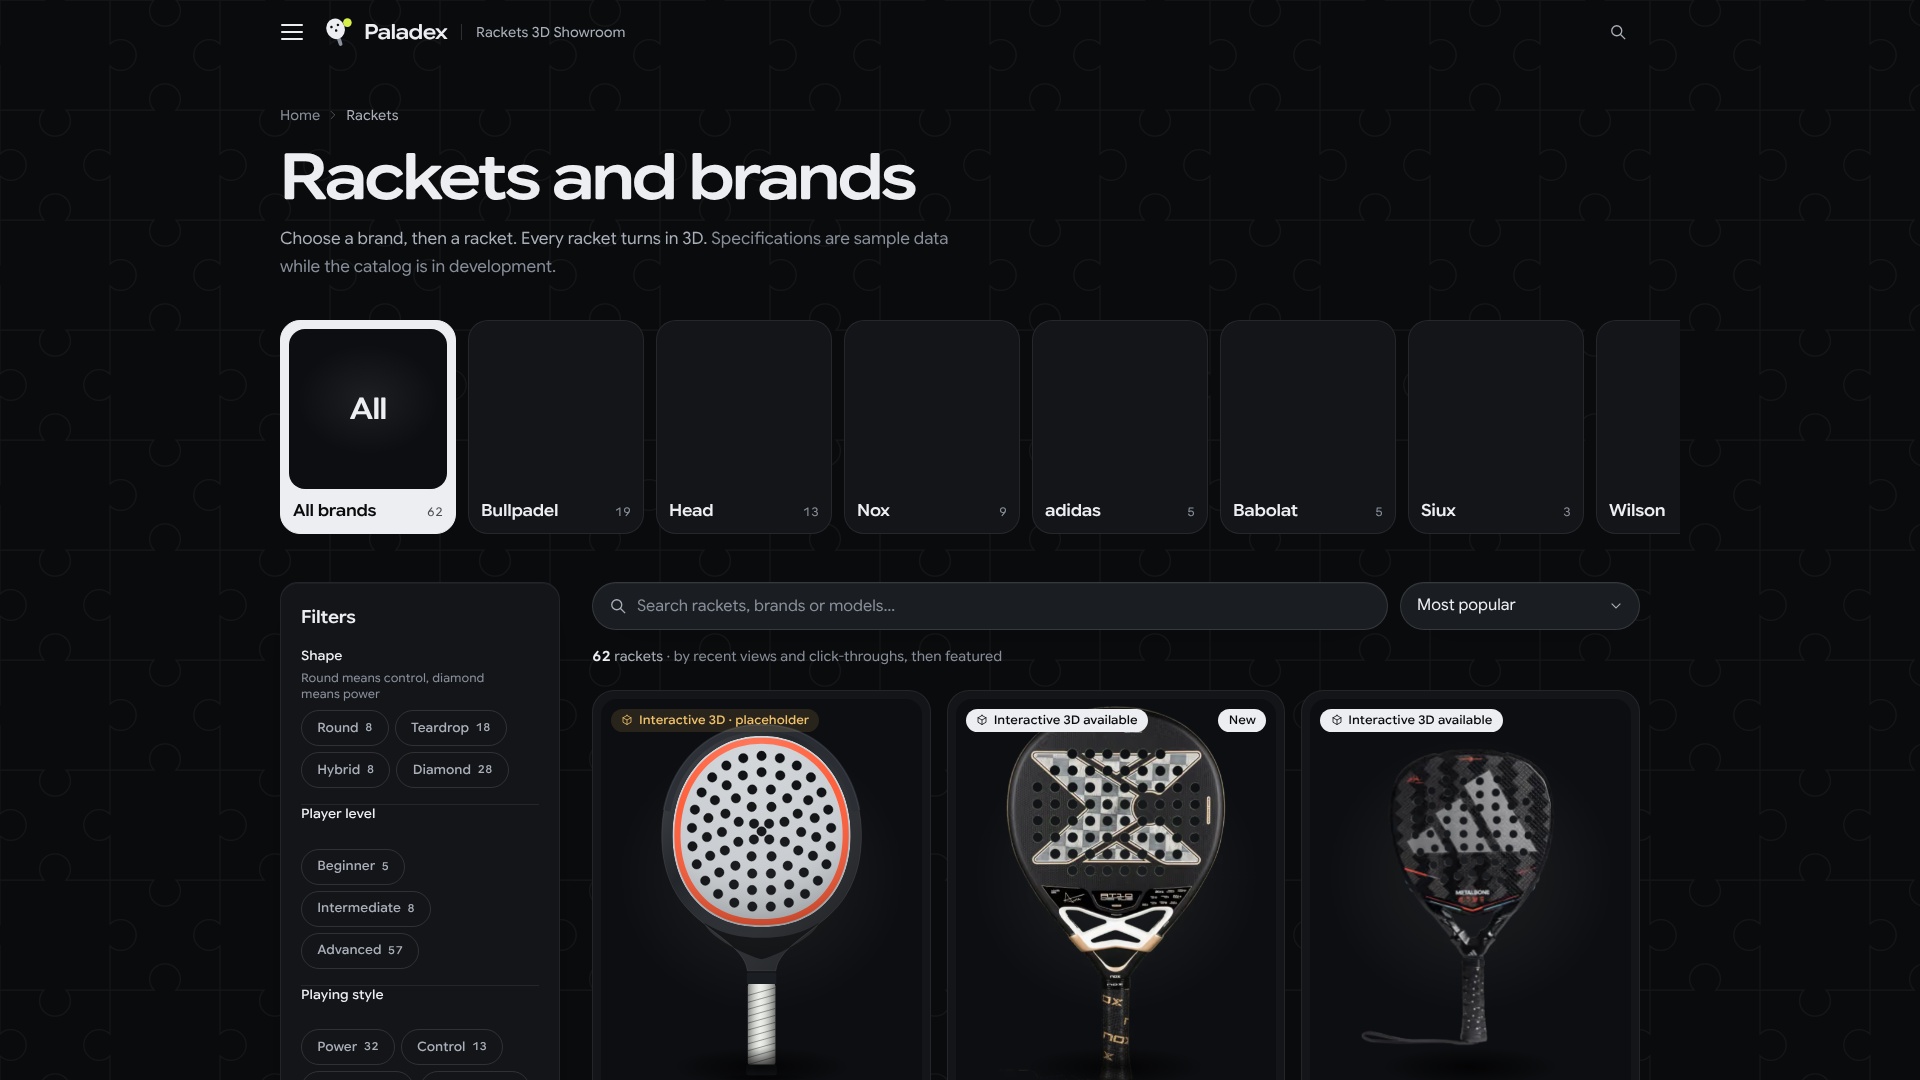 Paladex
Rackets 3D Showroom
Home > Rackets
Rackets and brands
Choose a brand, then a racket. Every racket turns in 3D. Specifications are sample data
while the catalog is in development.
All
All brands 62
Bullpadel 19
Head 13
Nox 9
adidas 5
Babolat 5
Siux 3
Wilson
Filters
Shape
Round means control, diamond
means power
Round 8
Teardrop 18
Hybrid 8
Diamond 28
Player level
Beginner 5
Intermediate 8
Advanced 57
Playing style
Power 32
Control 13
Search rackets, brands or models...
Most popular
62 rackets · by recent views and click-throughs, then featured
Interactive 3D · placeholder
Interactive 3D available
New
Interactive 3D available
METALBONE
nox